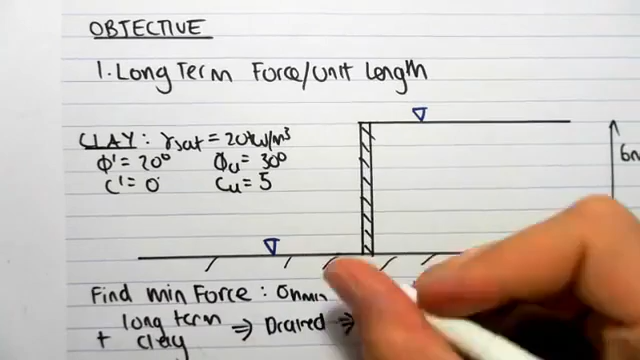 OBJECTIVE
1. Long Term Force/unit Length
CLAY: γsat = 20kN/m³
ϕ' = 20° ϕu = 30°
C' = 0 Cu = 5
6m
Find min Force: σhmin
long term ⇒ Drained ⇒
+ clay